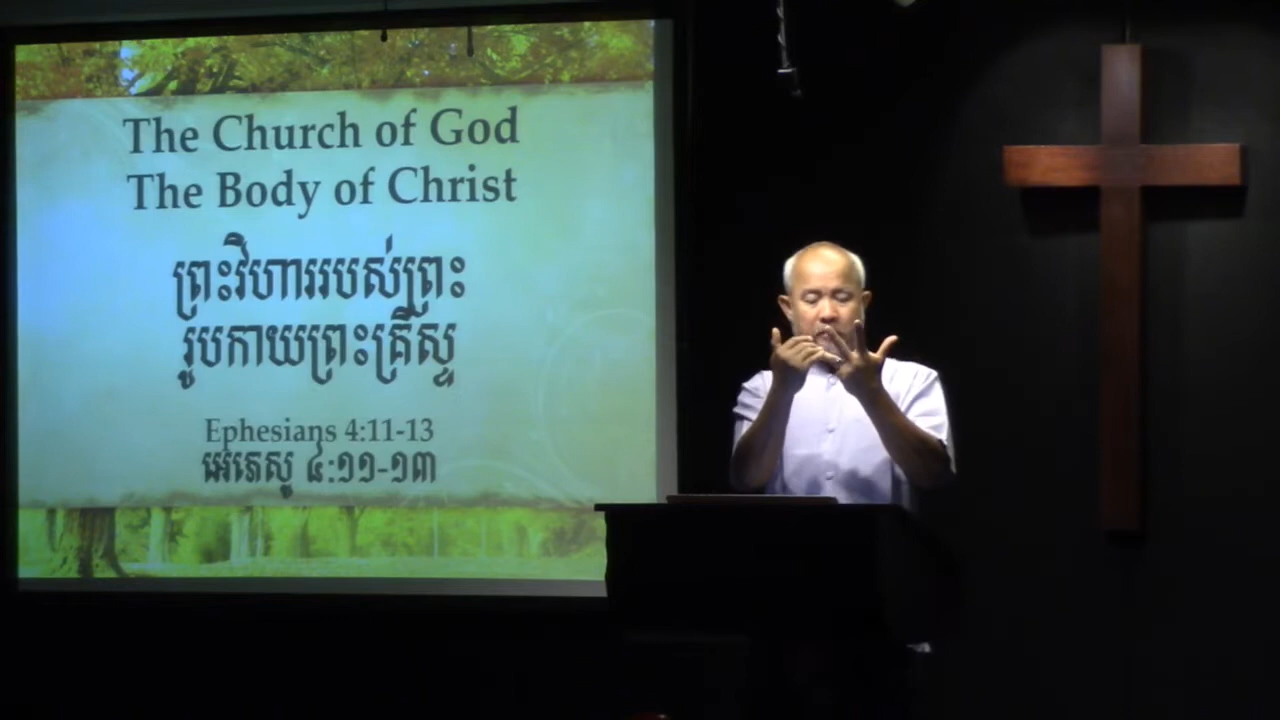 The Church of God
The Body of Christ
ព្រះវិហាររបស់ព្រះ
រូបកាយព្រះគ្រីស្ទ
Ephesians 4:11-13
អេភេសូ ៤:១១-១៣